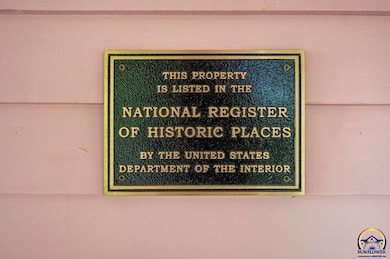 THIS PROPERTY
IS LISTED IN THE
NATIONAL REGISTER
OF HISTORIC PLACES
BY THE UNITED STATES
DEPARTMENT OF THE INTERIOR
SUNFLOWER